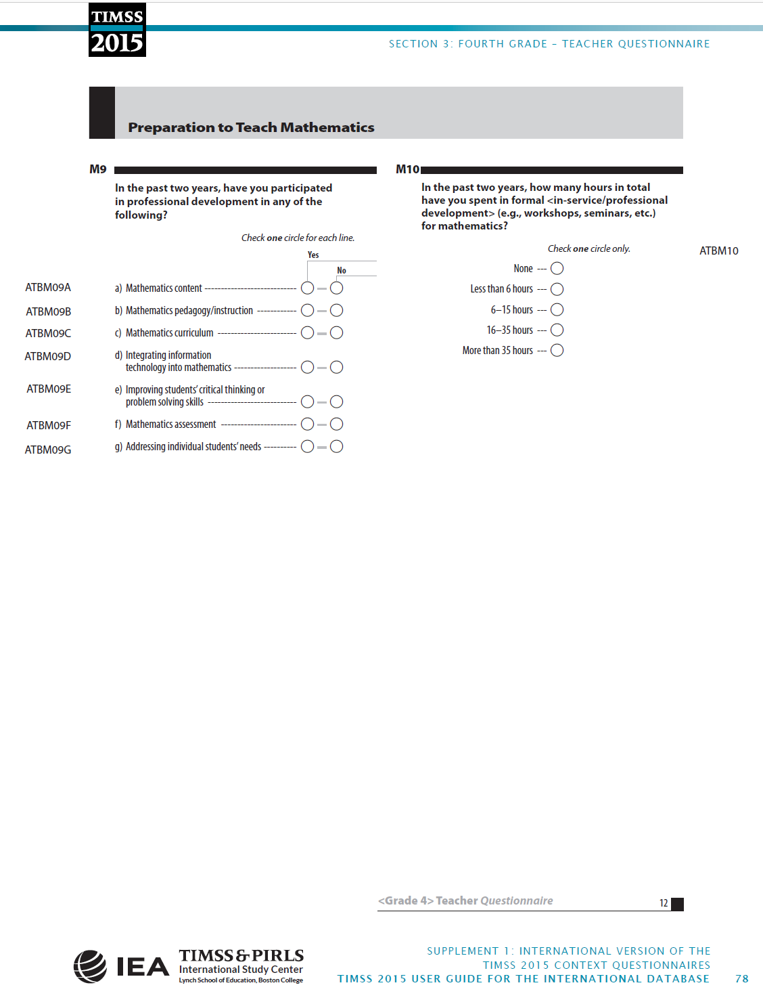 TIMSS
2015
SECTION 3: FOURTH GRADE – TEACHER QUESTIONNAIRE
Preparation to Teach Mathematics
M9
In the past two years, have you participated
in professional development in any of the
following?
Check one circle for each line.
Yes
No
ATBM09A a) Mathematics content ----------------------------
ATBM09B b) Mathematics pedagogy/instruction ------------
ATBM09C c) Mathematics curriculum ------------------------
ATBM09D d) Integrating information
technology into mathematics -------------------
ATBM09E e) Improving students’ critical thinking or
problem solving skills ---------------------------
ATBM09F f) Mathematics assessment -----------------------
ATBM09G g) Addressing individual students’ needs ----------
M10
In the past two years, how many hours in total
have you spent in formal <in-service/professional
development> (e.g., workshops, seminars, etc.)
for mathematics?
Check one circle only.
ATBM10
None ---
Less than 6 hours ---
6–15 hours ---
16–35 hours ---
More than 35 hours ---
<Grade 4> Teacher Questionnaire
12
IEA
TIMSS & PIRLS
International Study Center
Lynch School of Education, Boston College
SUPPLEMENT 1: INTERNATIONAL VERSION OF THE
TIMSS 2015 CONTEXT QUESTIONNAIRES
TIMSS 2015 USER GUIDE FOR THE INTERNATIONAL DATABASE 78